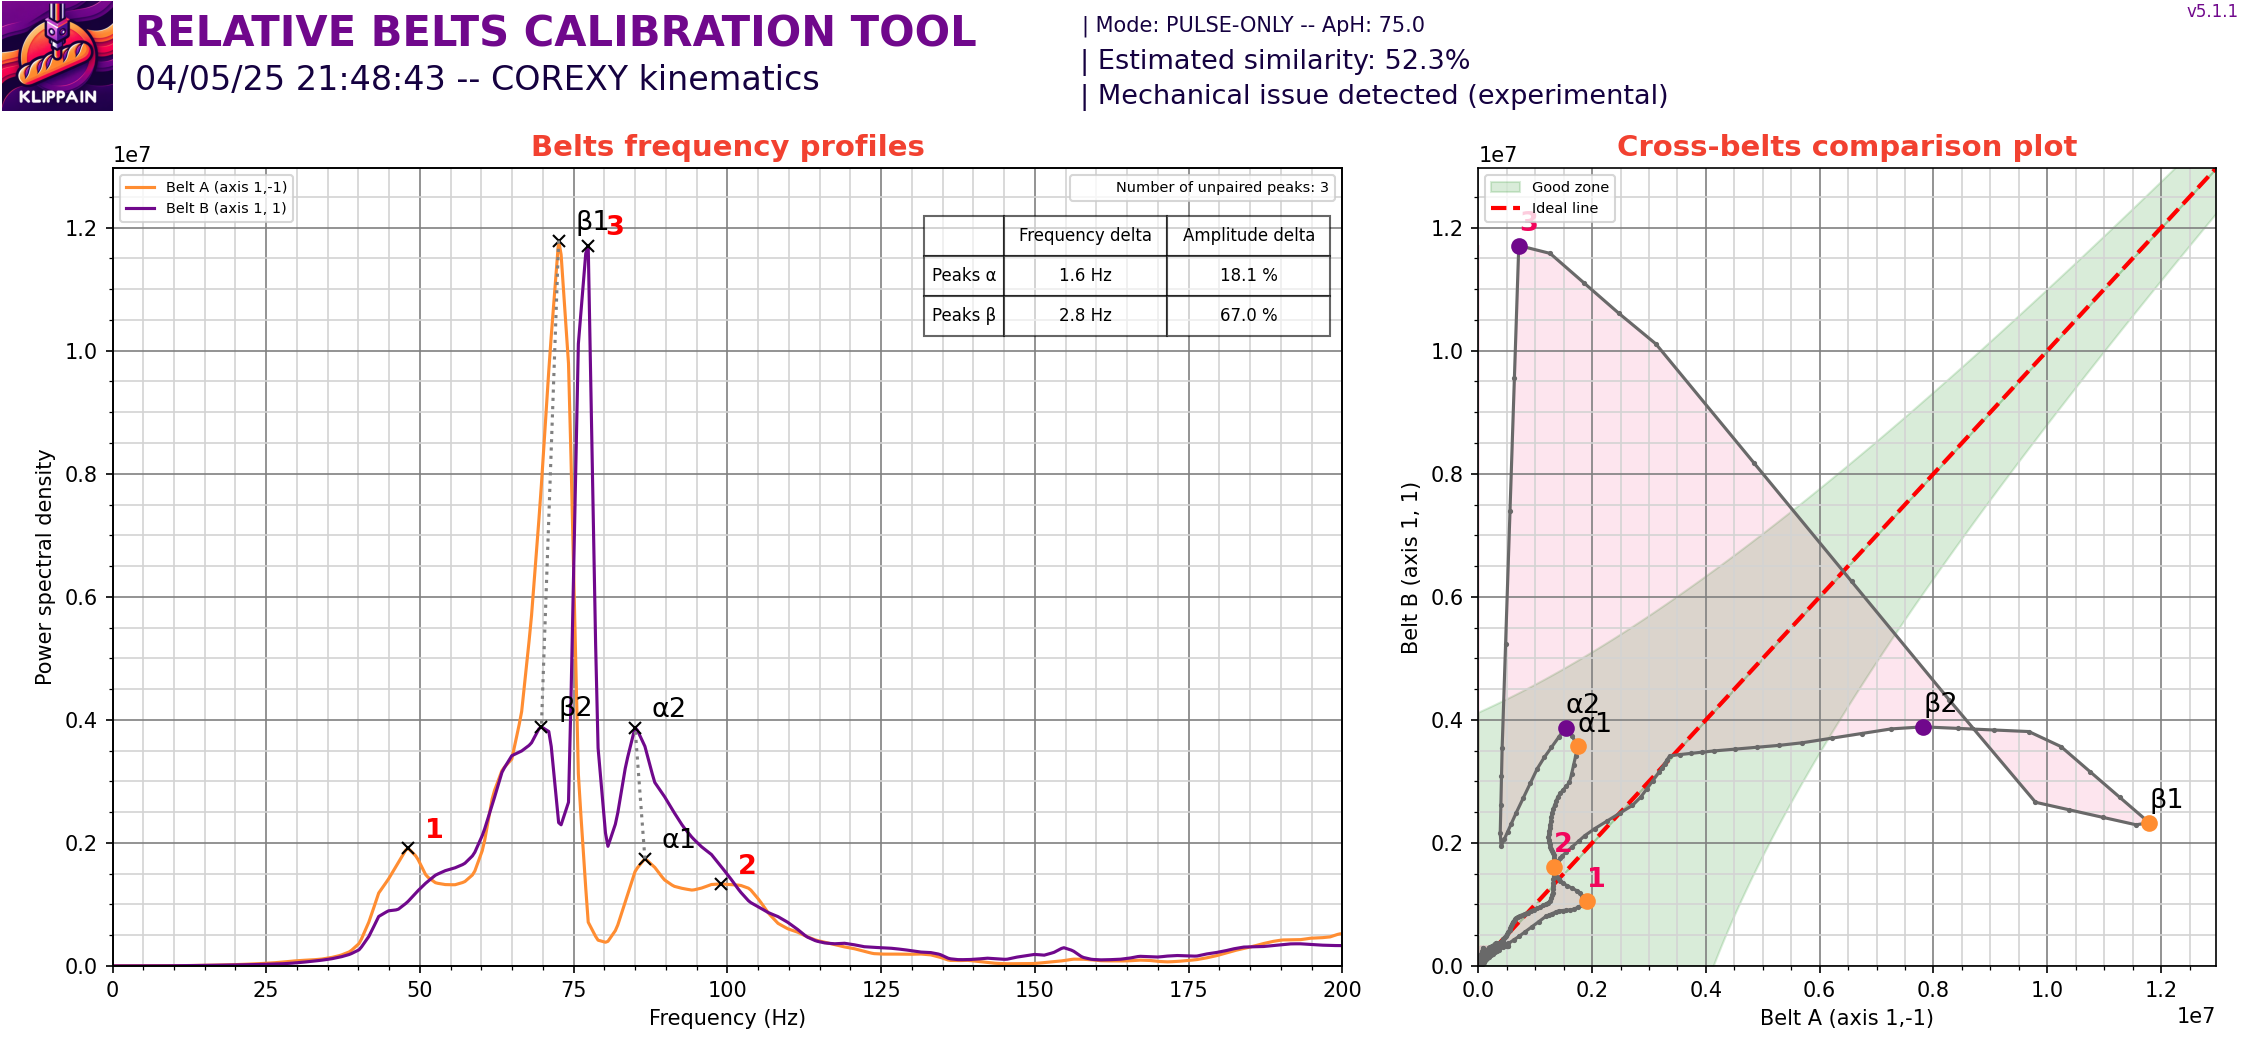 KLIPPAIN
RELATIVE BELTS CALIBRATION TOOL
04/05/25 21:48:43 -- COREXY kinematics
| Mode: PULSE-ONLY -- ApH: 75.0
| Estimated similarity: 52.3%
| Mechanical issue detected (experimental)
v5.1.1
Belts frequency profiles
1e7
Belt A (axis 1,-1)
Belt B (axis 1, 1)
Number of unpaired peaks: 3
Frequency delta Amplitude delta
Peaks α 1.6 Hz 18.1 %
Peaks β 2.8 Hz 67.0 %
β1
3
β2
α2
α1
1
2
1.2
1.0
0.8
0.6
0.4
0.2
0.0
Power spectral density
0 25 50 75 100 125 150 175 200
Frequency (Hz)
Cross-belts comparison plot
1e7
Good zone
Ideal line
3
α2
α1
β2
β1
2
1
1.2
1.0
0.8
0.6
0.4
0.2
0.0
Belt B (axis 1, 1)
0.0 0.2 0.4 0.6 0.8 1.0 1.2
Belt A (axis 1,-1)
1e7